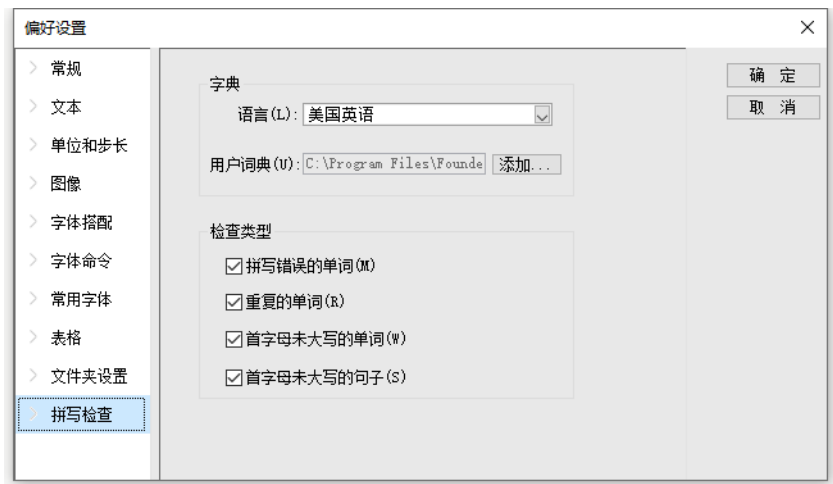 偏好设置
常规
文本
单位和步长
图像
字体搭配
字体命令
常用字体
表格
文件夹设置
拼写检查
字典
语言(L): 美国英语
用户词典(U): C:\Program Files\Founde 添加...
检查类型
拼写错误的单词(M)
重复的单词(R)
首字母未大写的单词(W)
首字母未大写的句子(S)
确 定
取 消